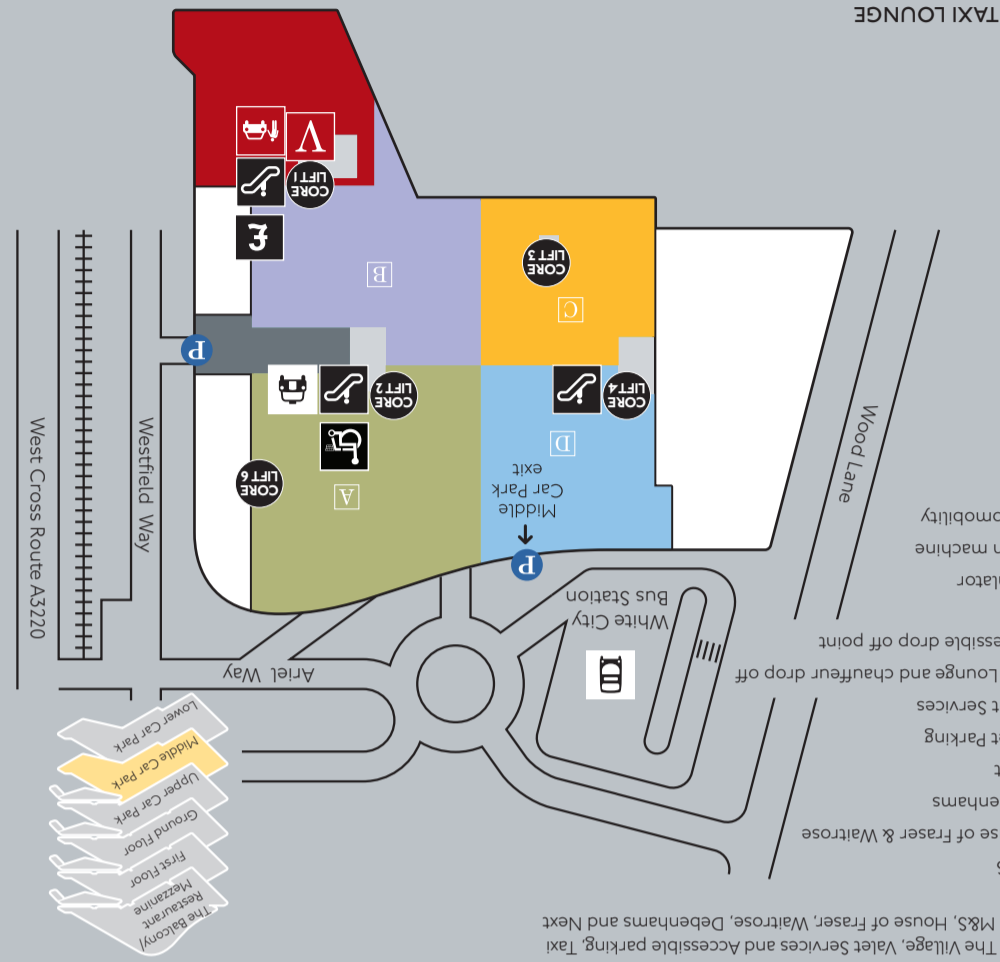 The Village, Valet Services and Accessible parking, Taxi
M&S, House of Fraser, Waitrose, Debenhams and Next
se of Fraser & Waitrose
enhams
t
et Parking
t Services
Lounge and chauffeur drop off
essible drop off point
lator
n machine
omobility
The Balcony/
Restaurant
Mezzanine
First Floor
Ground Floor
Upper Car Park
Middle Car Park
Lower Car Park
Ariel Way
White City
Bus Station
Wood Lane
Westfield Way
West Cross Route A3220
P
Middle
Car Park
exit
D
A
CORE
LIFT 6
CORE
LIFT 4
CORE
LIFT 2
P
C
B
CORE
LIFT 3
£
CORE
LIFT 1
V
TAXI LOUNGE